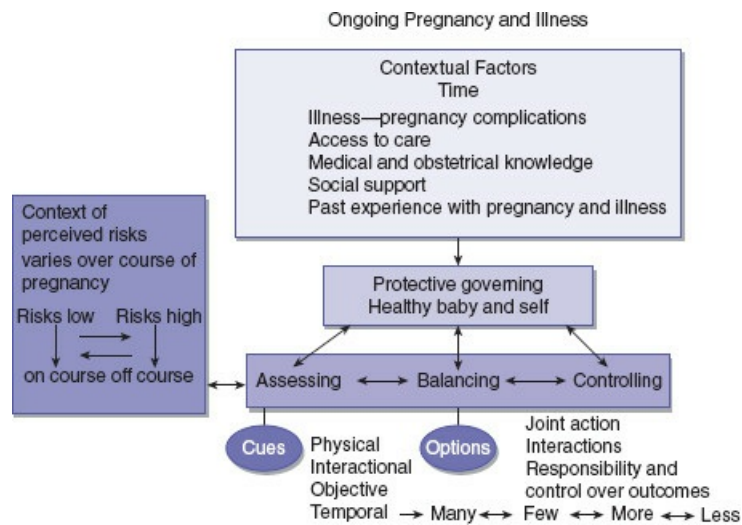 Ongoing Pregnancy and Illness
Contextual Factors
Time
Illness—pregnancy complications
Access to care
Medical and obstetrical knowledge
Social support
Past experience with pregnancy and illness
Context of
perceived risks
varies over course of
pregnancy
Risks low Risks high
on course off course
Protective governing
Healthy baby and self
Assessing Balancing Controlling
Cues
Physical
Interactional
Objective
Temporal
Options
Joint action
Interactions
Responsibility and
control over outcomes
Many Few More Less